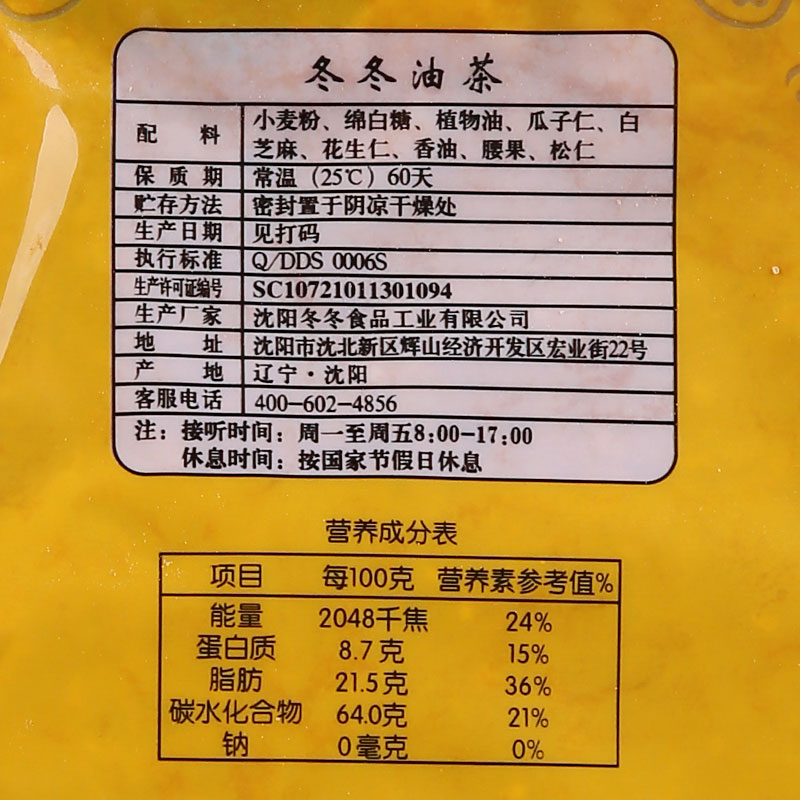 冬冬油茶
配 料 小麦粉、绵白糖、植物油、瓜子仁、白
芝麻、花生仁、香油、腰果、松仁
保质期 常温(25℃)60天
贮存方法 密封置于阴凉干燥处
生产日期 见打码
执行标准 Q/DDS 0006S
生产许可证编号 SC10721011301094
生产厂家 沈阳冬冬食品工业有限公司
地 址 沈阳市沈北新区辉山经济开发区宏业街22号
产 地 辽宁·沈阳
客服电话 400-602-4856
注:接听时间:周一至周五8:00-17:00
休息时间:按国家节假日休息
营养成分表
项目 每100克 营养素参考值%
能量 2048千焦 24%
蛋白质 8.7克 15%
脂肪 21.5克 36%
碳水化合物 64.0克 21%
钠 0毫克 0%